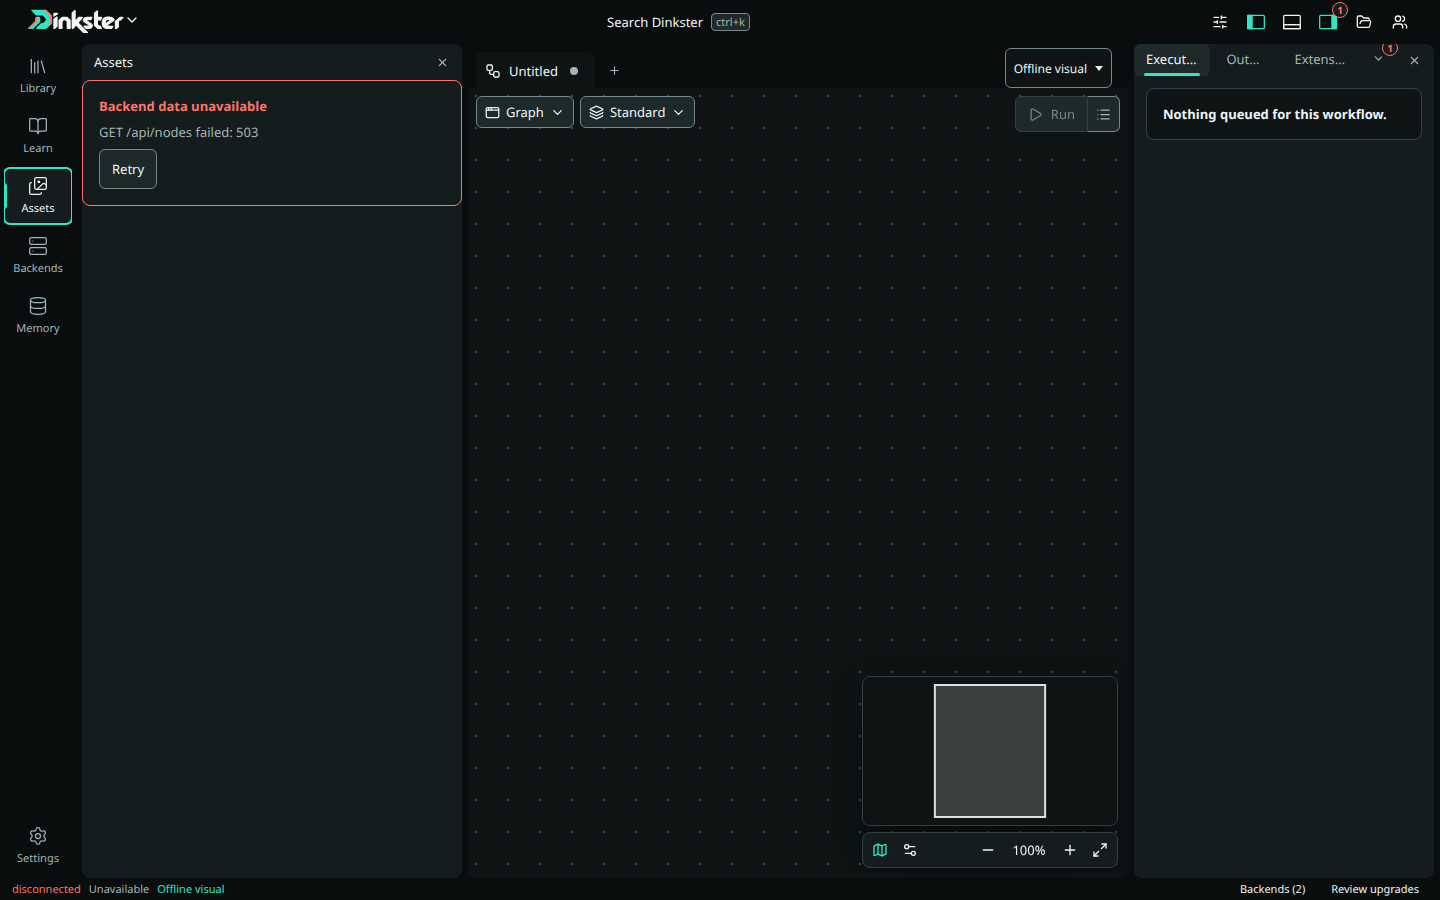 Dinkster
Search Dinkster ctrl+k
1
Library
Learn
Assets
Backends
Memory
Settings
Assets
Backend data unavailable
GET /api/nodes failed: 503
Retry
Untitled
Offline visual
Graph
Standard
Run
100%
Execut...
Out...
Extens...
1
Nothing queued for this workflow.
disconnected Unavailable Offline visual
Backends (2) Review upgrades